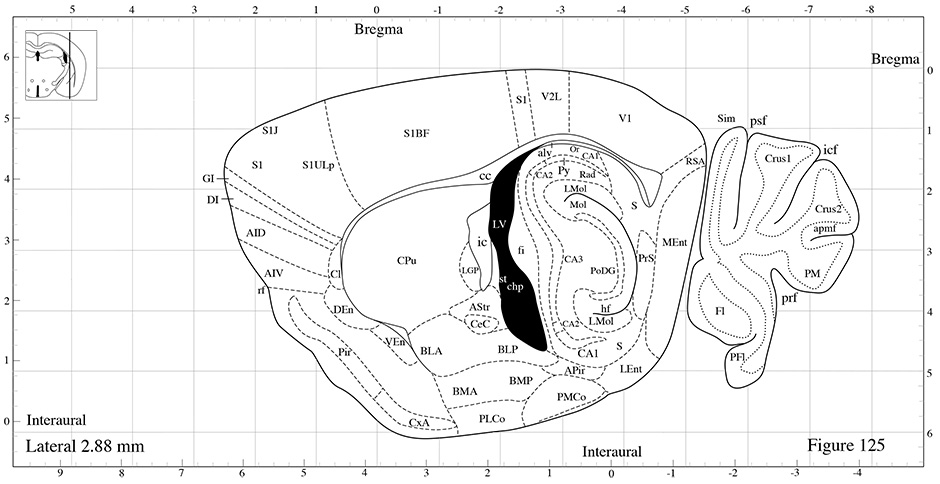 5 4 3 2 1 0 -1 -2 -3 -4 -5 -6 -7 -8
Bregma
Bregma
6 0
5 1
4 2
3 3
2 4
1 5
0 6
S1 V2L V1
S1J S1BF
Sim psf
icf
S1 S1ULp
alv Or CA1 RSA Crus1
GI cc CA2 Py Rad
DI LMol
Mol S Crus2
AID LV apmf
ic fi MEnt
CPu CA3 PrS
AIV Cl LGP PoDG PM
rf st chp
prf
DEn AStr hf Fl
CeC CA2 LMol
VEn
Pir BLA BLP CA1 S PFl
APir LEnt
BMA BMP
PMCo
CxA PLCo
Interaural
Lateral 2.88 mm
Figure 125
Interaural
9 8 7 6 5 4 3 2 1 0 -1 -2 -3 -4